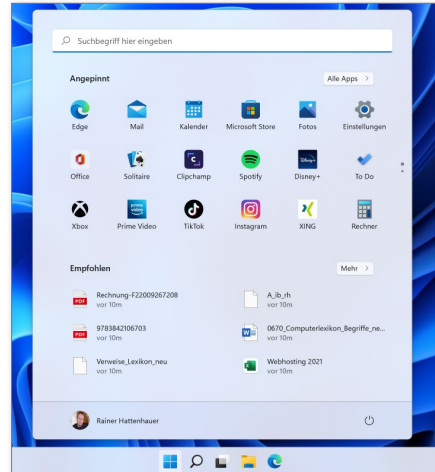 Suchbegriff hier eingeben
Angepinnt
Alle Apps >
Edge
Mail
Kalender
Microsoft Store
Fotos
Einstellungen
Office
Solitaire
Clipchamp
Spotify
Disney+
To Do
Xbox
Prime Video
TikTok
Instagram
XING
Rechner
Empfohlen
Mehr >
Rechnung-F22009267208
vor 10m
A_ib_rh
vor 10m
9783842106703
vor 10m
0670_Computerlexikon_Begriffe_ne...
vor 10m
Verweise_Lexikon_neu
vor 10m
Webhosting 2021
vor 10m
Rainer Hattenhauer